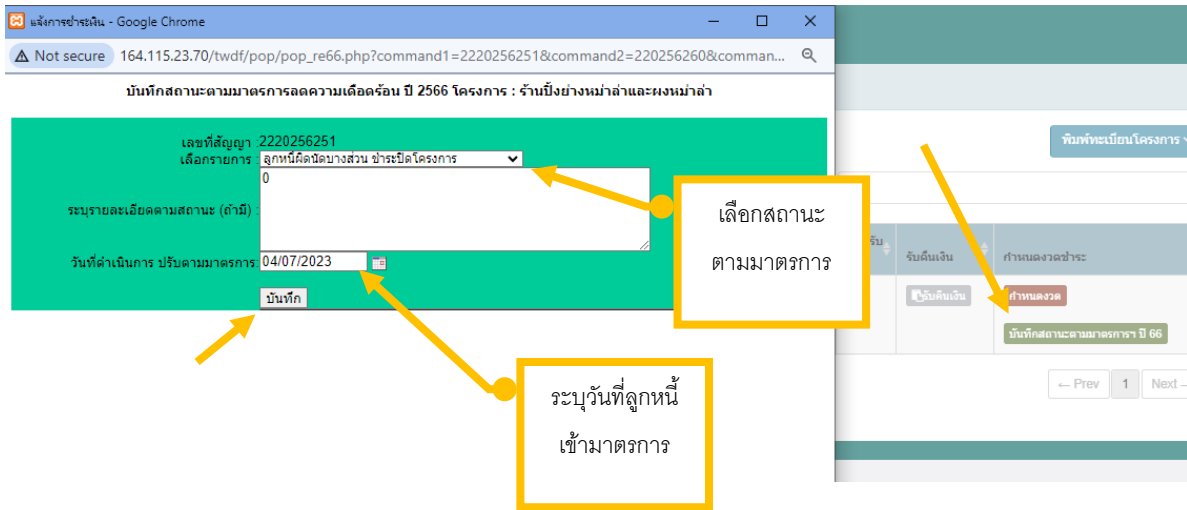 แจ้งการชำระเงิน - Google Chrome
Not secure 164.115.23.70/twdf/pop/pop_re66.php?command1=2220256251&command2=220256260&comman...
บันทึกสถานะตามมาตรการลดความเดือดร้อน ปี 2566 โครงการ : ร้านปิ้งย่างหม่าล่าและผงหม่าล่า
เลขที่สัญญา :2220256251
เลือกรายการ : ลูกหนี้ผิดนัดบางส่วน ชำระปิดโครงการ
0
ระบุรายละเอียดตามสถานะ (ถ้ามี) :
วันที่ดำเนินการ ปรับตามมาตรการ: 04/07/2023
บันทึก
เลือกสถานะ
ตามมาตรการ
ระบุวันที่ลูกหนี้
เข้ามาตรการ
พิมพ์ทะเบียนโครงการ
รับ
รับคืนเงิน
กำหนดงวดชำระ
รับคืนเงิน
กำหนดงวด
บันทึกสถานะตามมาตรการฯ ปี 66
← Prev 1 Next →